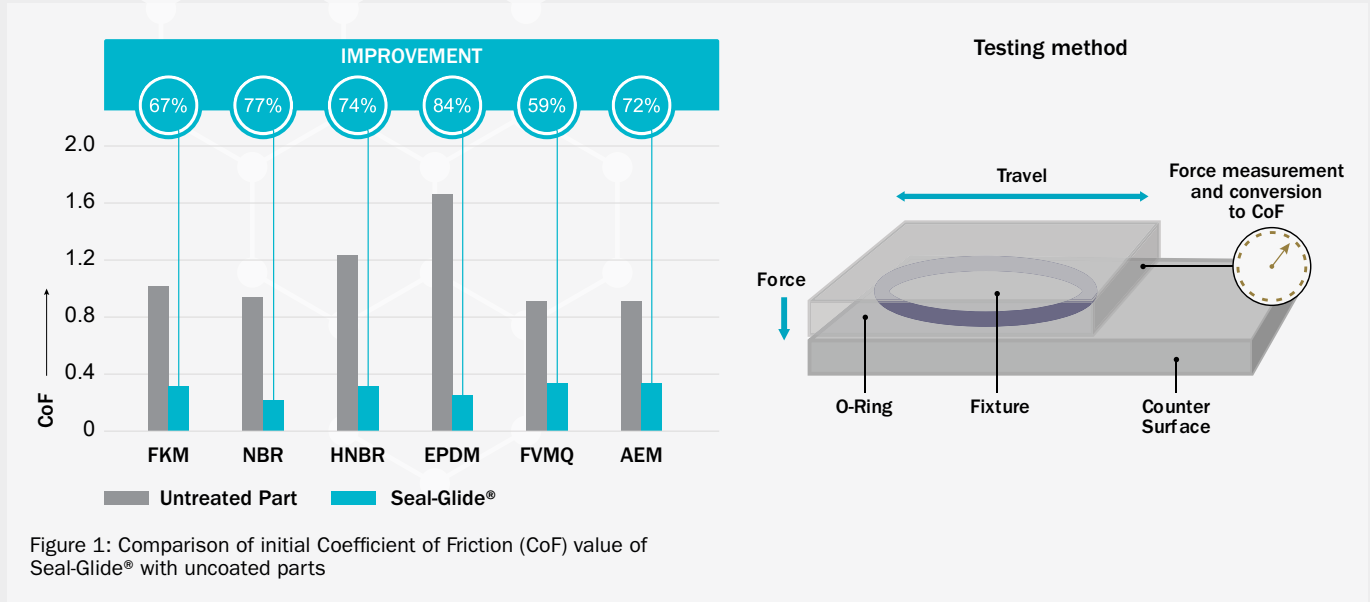 IMPROVEMENT
67% 77% 74% 84% 59% 72%
2.0
1.6
1.2
0.8
0.4
0
CoF
FKM NBR HNBR EPDM FVMQ AEM
Untreated Part Seal-Glide®
Figure 1: Comparison of initial Coefficient of Friction (CoF) value of
Seal-Glide® with uncoated parts
Testing method
Travel
Force measurement
and conversion
to CoF
Force
O-Ring
Fixture
Counter
Surface